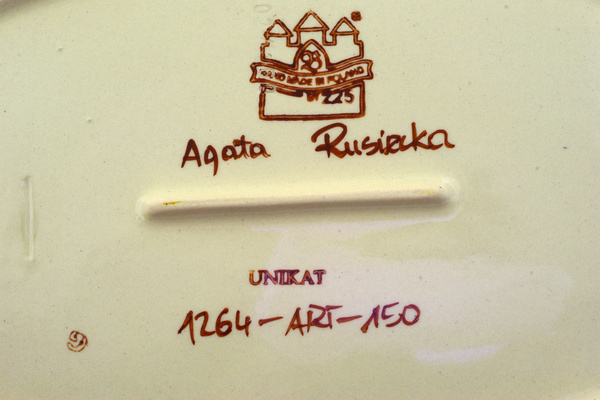 HAND MADE IN POLAND
225
Agata Rusiecka
UNIKAT
1264-ART-150